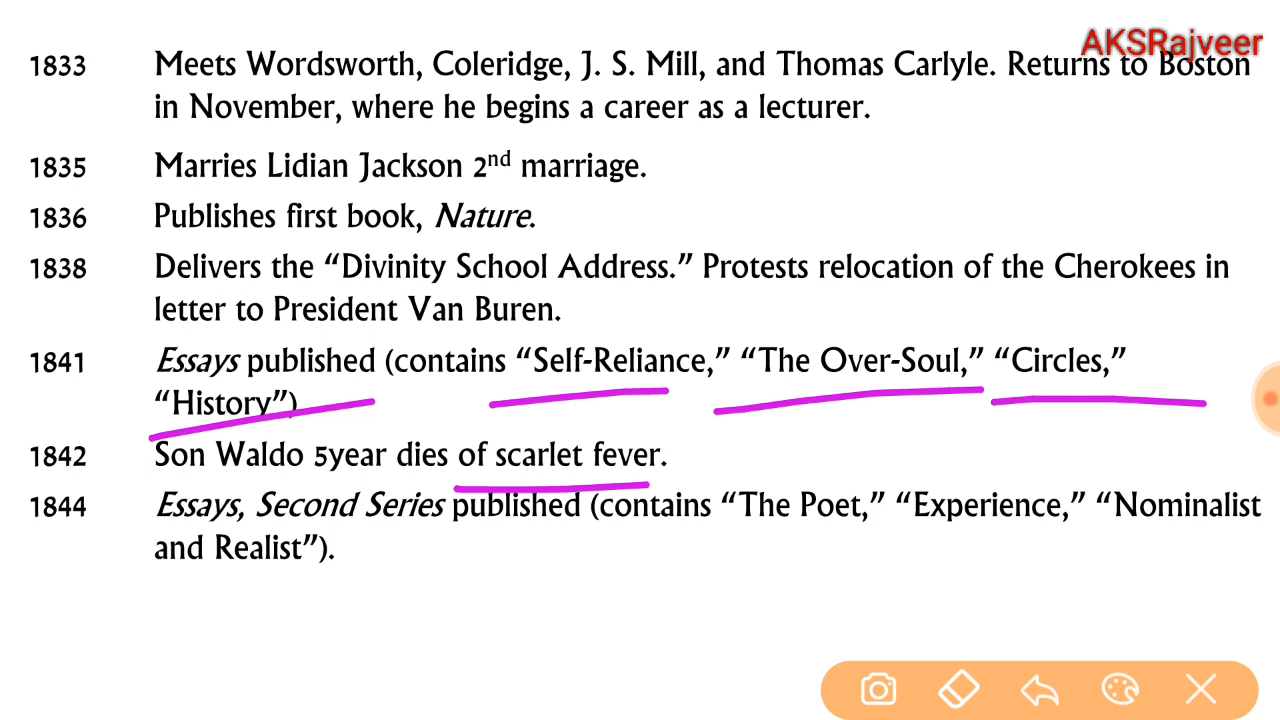 AKSRajveer
1833 Meets Wordsworth, Coleridge, J. S. Mill, and Thomas Carlyle. Returns to Boston
in November, where he begins a career as a lecturer.
1835 Marries Lidian Jackson 2nd marriage.
1836 Publishes first book, Nature.
1838 Delivers the “Divinity School Address.” Protests relocation of the Cherokees in
letter to President Van Buren.
1841 Essays published (contains “Self-Reliance,” “The Over-Soul,” “Circles,”
“History”)
1842 Son Waldo 5year dies of scarlet fever.
1844 Essays, Second Series published (contains “The Poet,” “Experience,” “Nominalist
and Realist”).